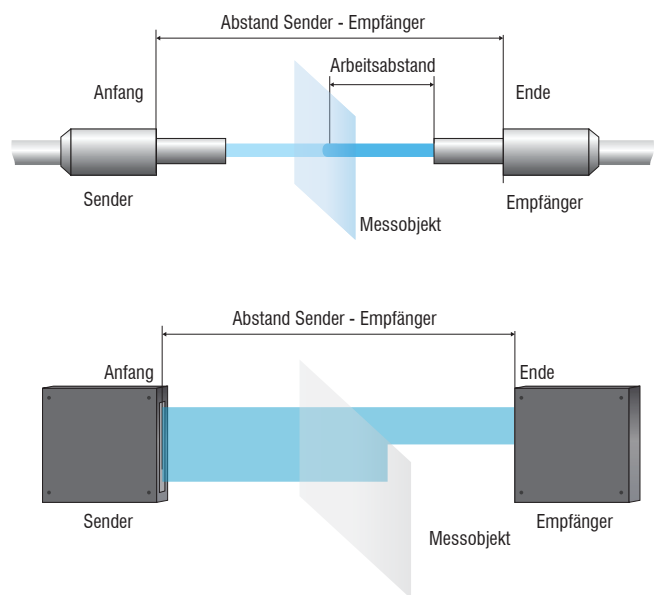 Abstand Sender - Empfänger
Arbeitsabstand
Anfang
Ende
Sender
Empfänger
Messobjekt
Abstand Sender - Empfänger
Anfang
Ende
Sender
Empfänger
Messobjekt